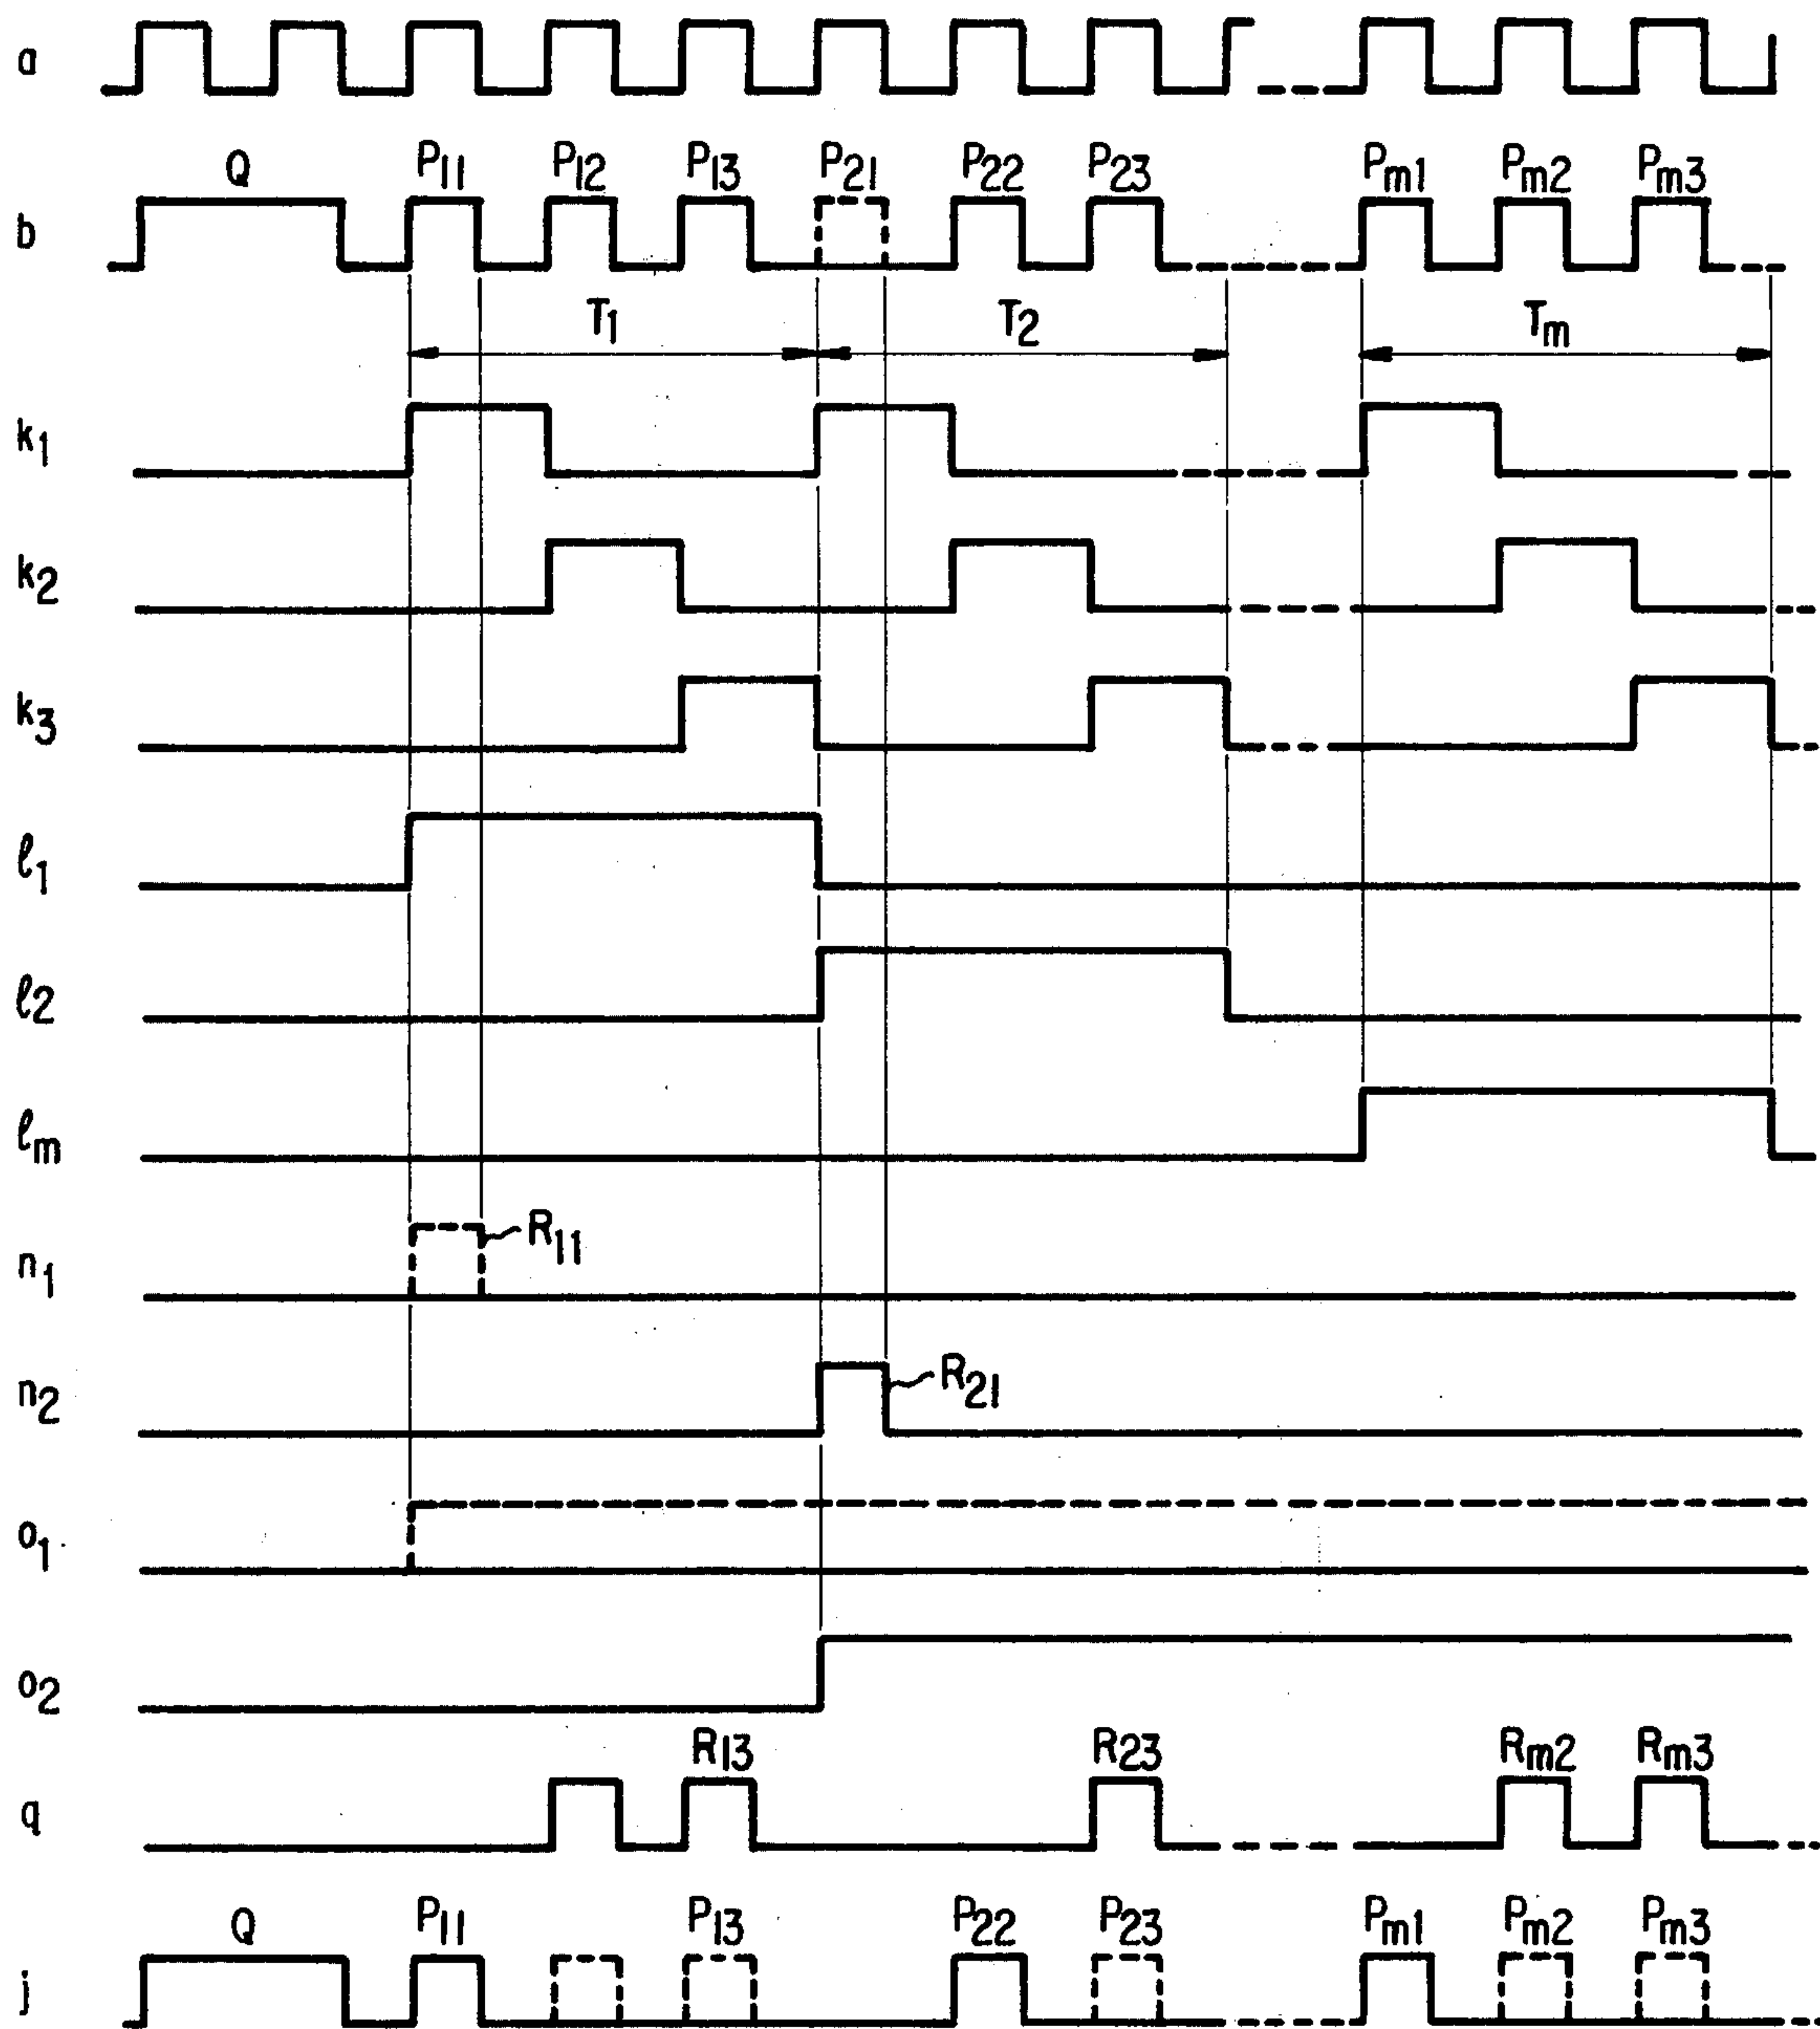 a
Q P11 P12 P13 P21 P22 P23 Pm1 Pm2 Pm3
b
T1 T2 Tm
k1
k2
k3
ℓ1
ℓ2
ℓm
R11
n1
R21
n2
o1
o2
R13 R23 Rm2 Rm3
q
Q P11 P13 P22 P23 Pm1 Pm2 Pm3
j